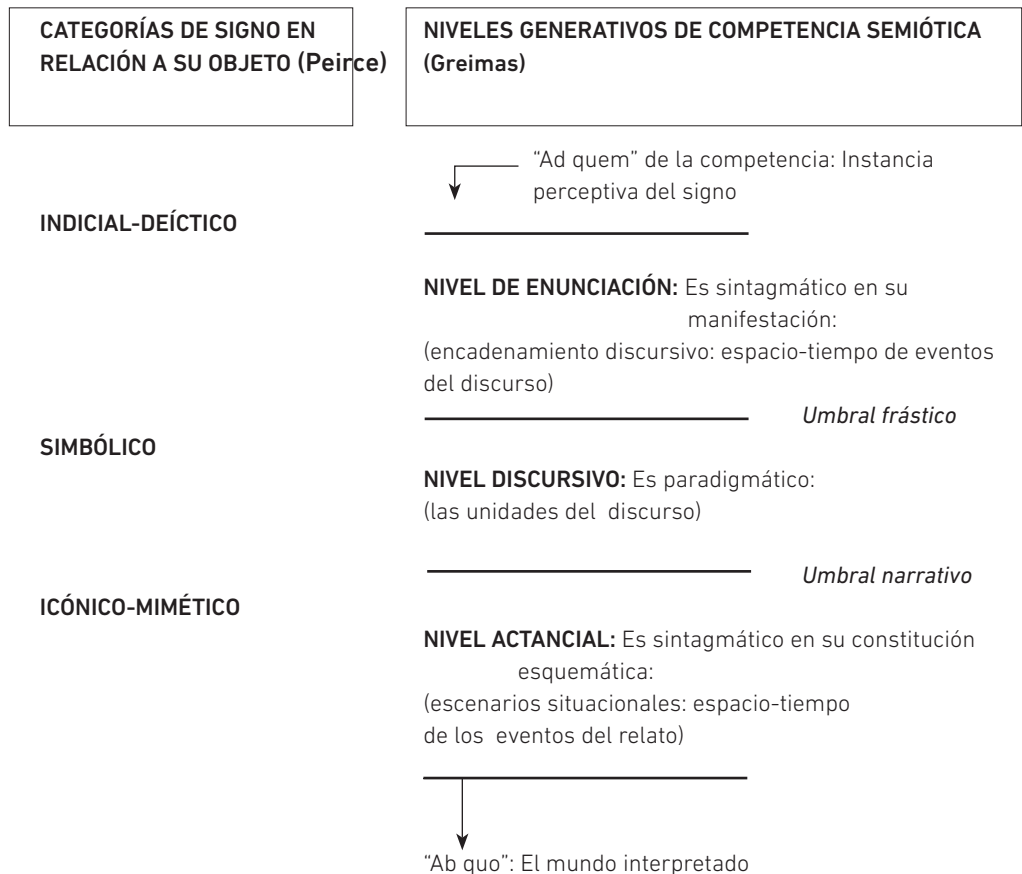 CATEGORÍAS DE SIGNO EN
RELACIÓN A SU OBJETO (Peirce)
NIVELES GENERATIVOS DE COMPETENCIA SEMIÓTICA
(Greimas)
“Ad quem” de la competencia: Instancia
perceptiva del signo
INDICIAL-DEÍCTICO
NIVEL DE ENUNCIACIÓN: Es sintagmático en su
manifestación:
(encadenamiento discursivo: espacio-tiempo de eventos
del discurso)
Umbral frástico
SIMBÓLICO
NIVEL DISCURSIVO: Es paradigmático:
(las unidades del discurso)
Umbral narrativo
ICÓNICO-MIMÉTICO
NIVEL ACTANCIAL: Es sintagmático en su constitución
esquemática:
(escenarios situacionales: espacio-tiempo
de los eventos del relato)
“Ab quo”: El mundo interpretado